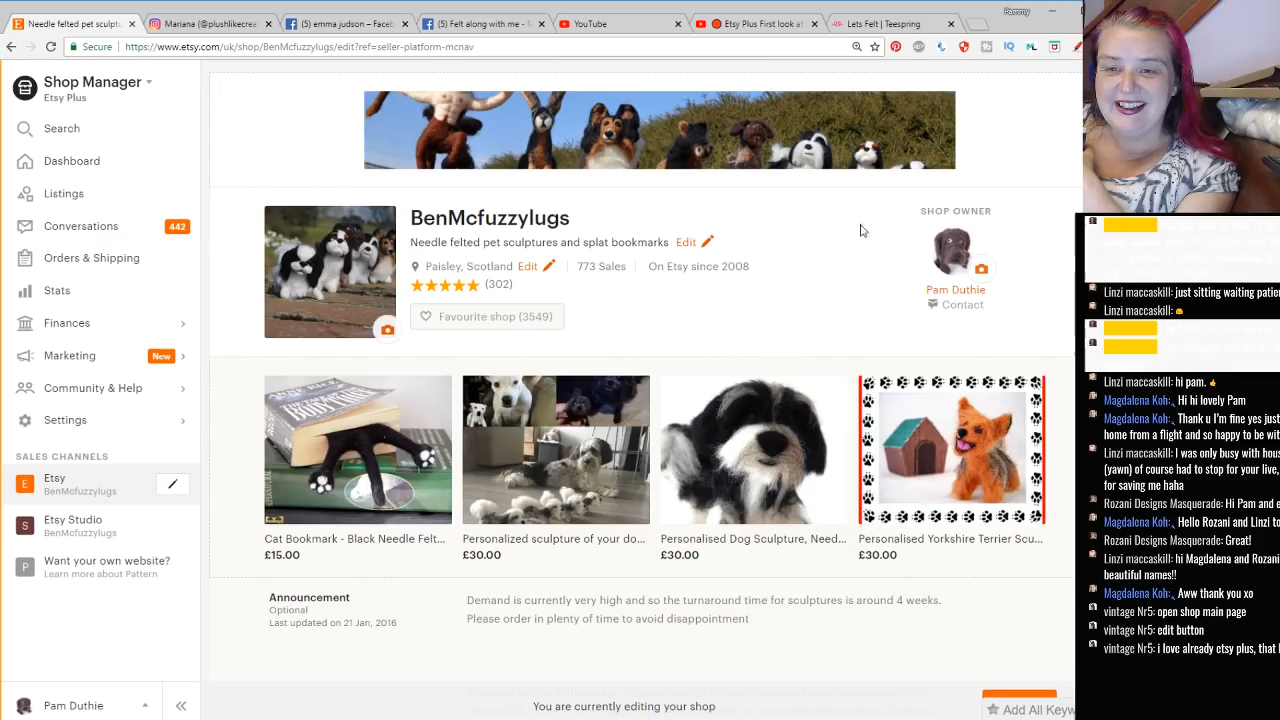 Needle felted pet sculpt
Mariana (@plushlikecrea
emma judson – Faceb
(5) Felt along with me –
YouTube
Etsy Plus First look at
Lets Felt | Teespring
Pammy
Secure
https://www.etsy.com/uk/shop/BenMcfuzzylugs/edit?ref=seller-platform-mcnav
Shop Manager
Etsy Plus
Search
Dashboard
Listings
Conversations 442
Orders & Shipping
Stats
Finances
Marketing New
Community & Help
Settings
SALES CHANNELS
E
Etsy
BenMcfuzzylugs
S
Etsy Studio
BenMcfuzzylugs
P
Want your own website?
Learn more about Pattern
Pam Duthie
BenMcfuzzylugs
Needle felted pet sculptures and splat bookmarks Edit
Paisley, Scotland Edit 773 Sales On Etsy since 2008
(302)
Favourite shop (3549)
SHOP OWNER
Pam Duthie
Contact
Cat Bookmark - Black Needle Felt...
£15.00
Personalized sculpture of your do...
£30.00
Personalised Dog Sculpture, Need...
£30.00
Personalised Yorkshire Terrier Scu...
£30.00
Announcement
Optional
Last updated on 21 Jan, 2016
Demand is currently very high and so the turnaround time for sculptures is around 4 weeks.
Please order in plenty of time to avoid disappointment
You are currently editing your shop
Add All Keyw
Linzi maccaskill: just sitting waiting patie
Linzi maccaskill:
Linzi maccaskill: hi pam.
Magdalena Koh: Hi hi lovely Pam
Magdalena Koh: Thank u I'm fine yes just
home from a flight and so happy to be wit
Linzi maccaskill: I was only busy with hous
(yawn) of course had to stop for your live,
for saving me haha
Rozani Designs Masquerade: Hi Pam and e
Magdalena Koh: Hello Rozani and Linzi to
Rozani Designs Masquerade: Great!
Linzi maccaskill: hi Magdalena and Rozani
beautiful names!!
Magdalena Koh: Aww thank you xo
vintage Nr5: open shop main page
vintage Nr5: edit button
vintage Nr5: i love already etsy plus, that